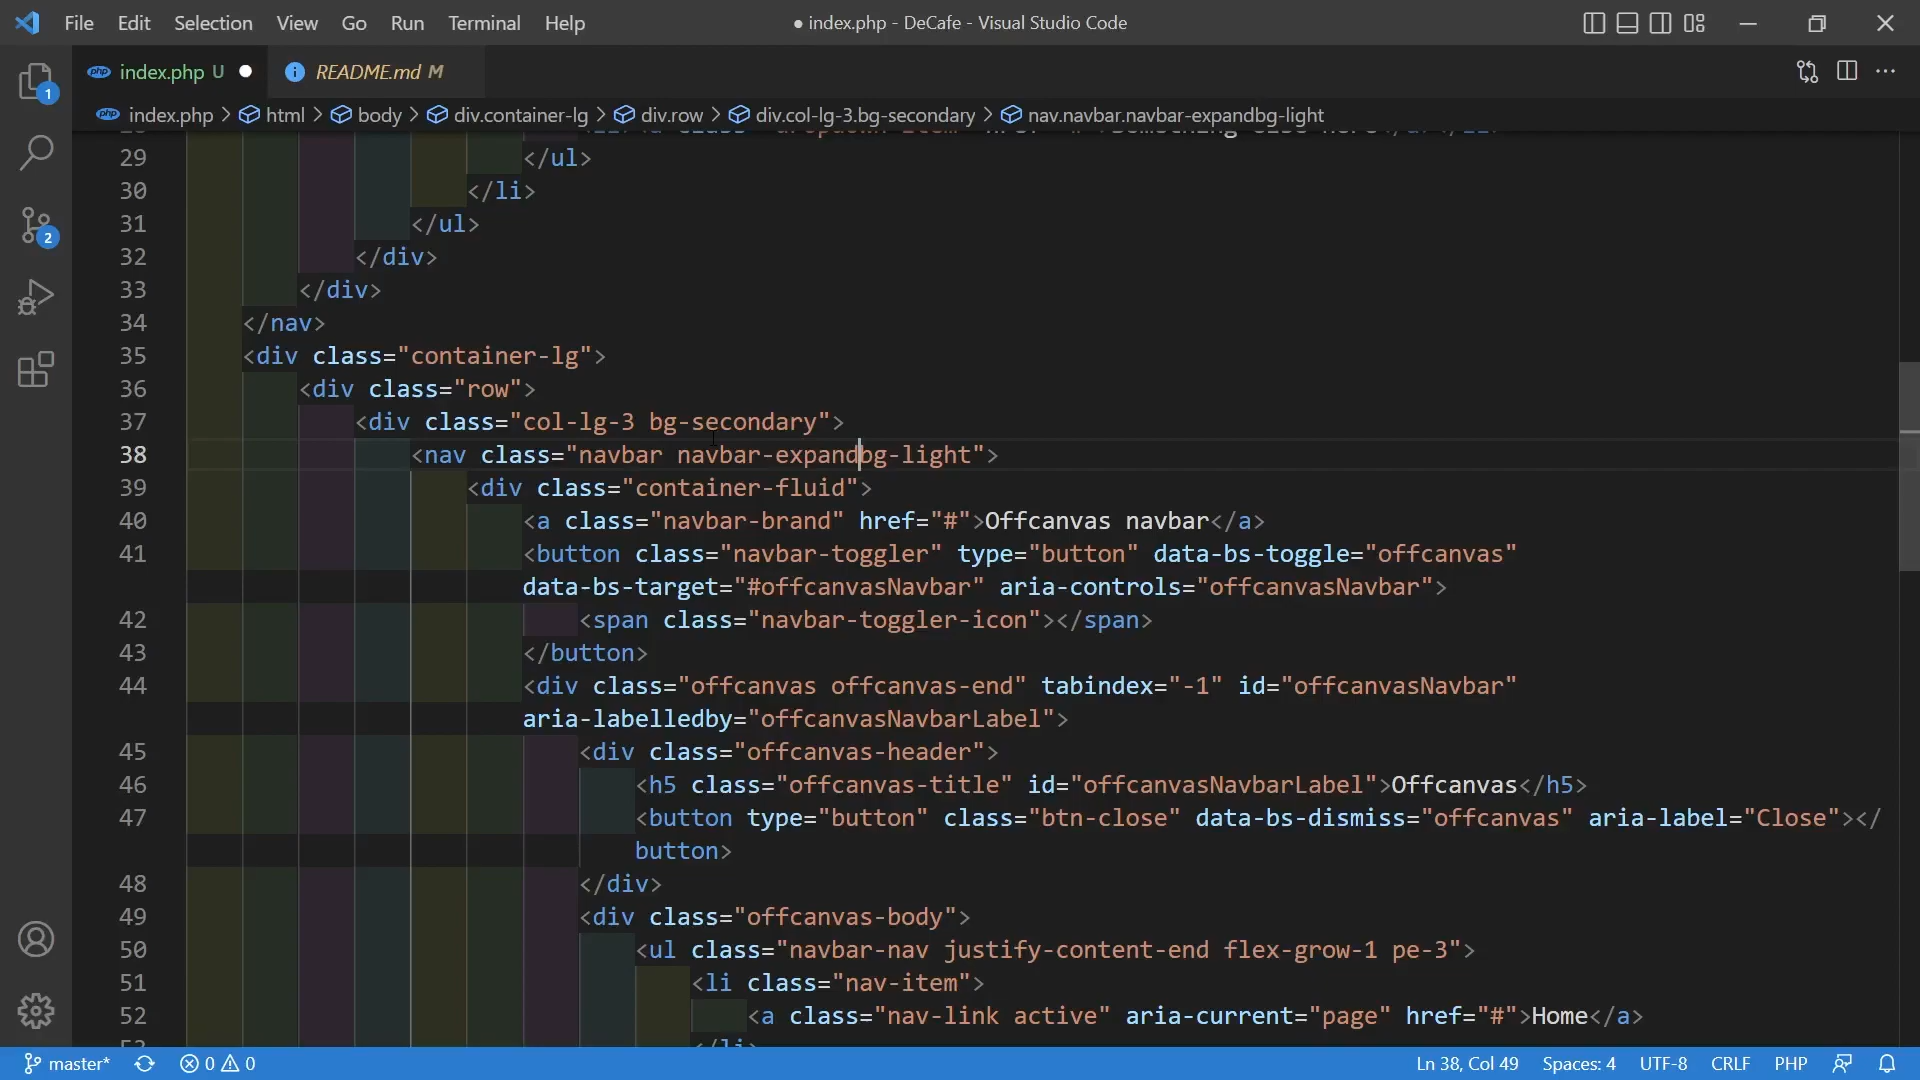 File Edit Selection View Go Run Terminal Help
● index.php - DeCafe - Visual Studio Code
php index.php U
README.md M
1
2
index.php > html > body > div.container-lg > div.row > div.col-lg-3.bg-secondary > nav.navbar.navbar-expandbg-light
29 </ul>
30 </li>
31 </ul>
32 </div>
33 </div>
34 </nav>
35 <div class="container-lg">
36 <div class="row">
37 <div class="col-lg-3 bg-secondary">
38 <nav class="navbar navbar-expandbg-light">
39 <div class="container-fluid">
40 <a class="navbar-brand" href="#">Offcanvas navbar</a>
41 <button class="navbar-toggler" type="button" data-bs-toggle="offcanvas"
data-bs-target="#offcanvasNavbar" aria-controls="offcanvasNavbar">
42 <span class="navbar-toggler-icon"></span>
43 </button>
44 <div class="offcanvas offcanvas-end" tabindex="-1" id="offcanvasNavbar"
aria-labelledby="offcanvasNavbarLabel">
45 <div class="offcanvas-header">
46 <h5 class="offcanvas-title" id="offcanvasNavbarLabel">Offcanvas</h5>
47 <button type="button" class="btn-close" data-bs-dismiss="offcanvas" aria-label="Close"></
button>
48 </div>
49 <div class="offcanvas-body">
50 <ul class="navbar-nav justify-content-end flex-grow-1 pe-3">
51 <li class="nav-item">
52 <a class="nav-link active" aria-current="page" href="#">Home</a>
master* 0 0 Ln 38, Col 49 Spaces: 4 UTF-8 CRLF PHP